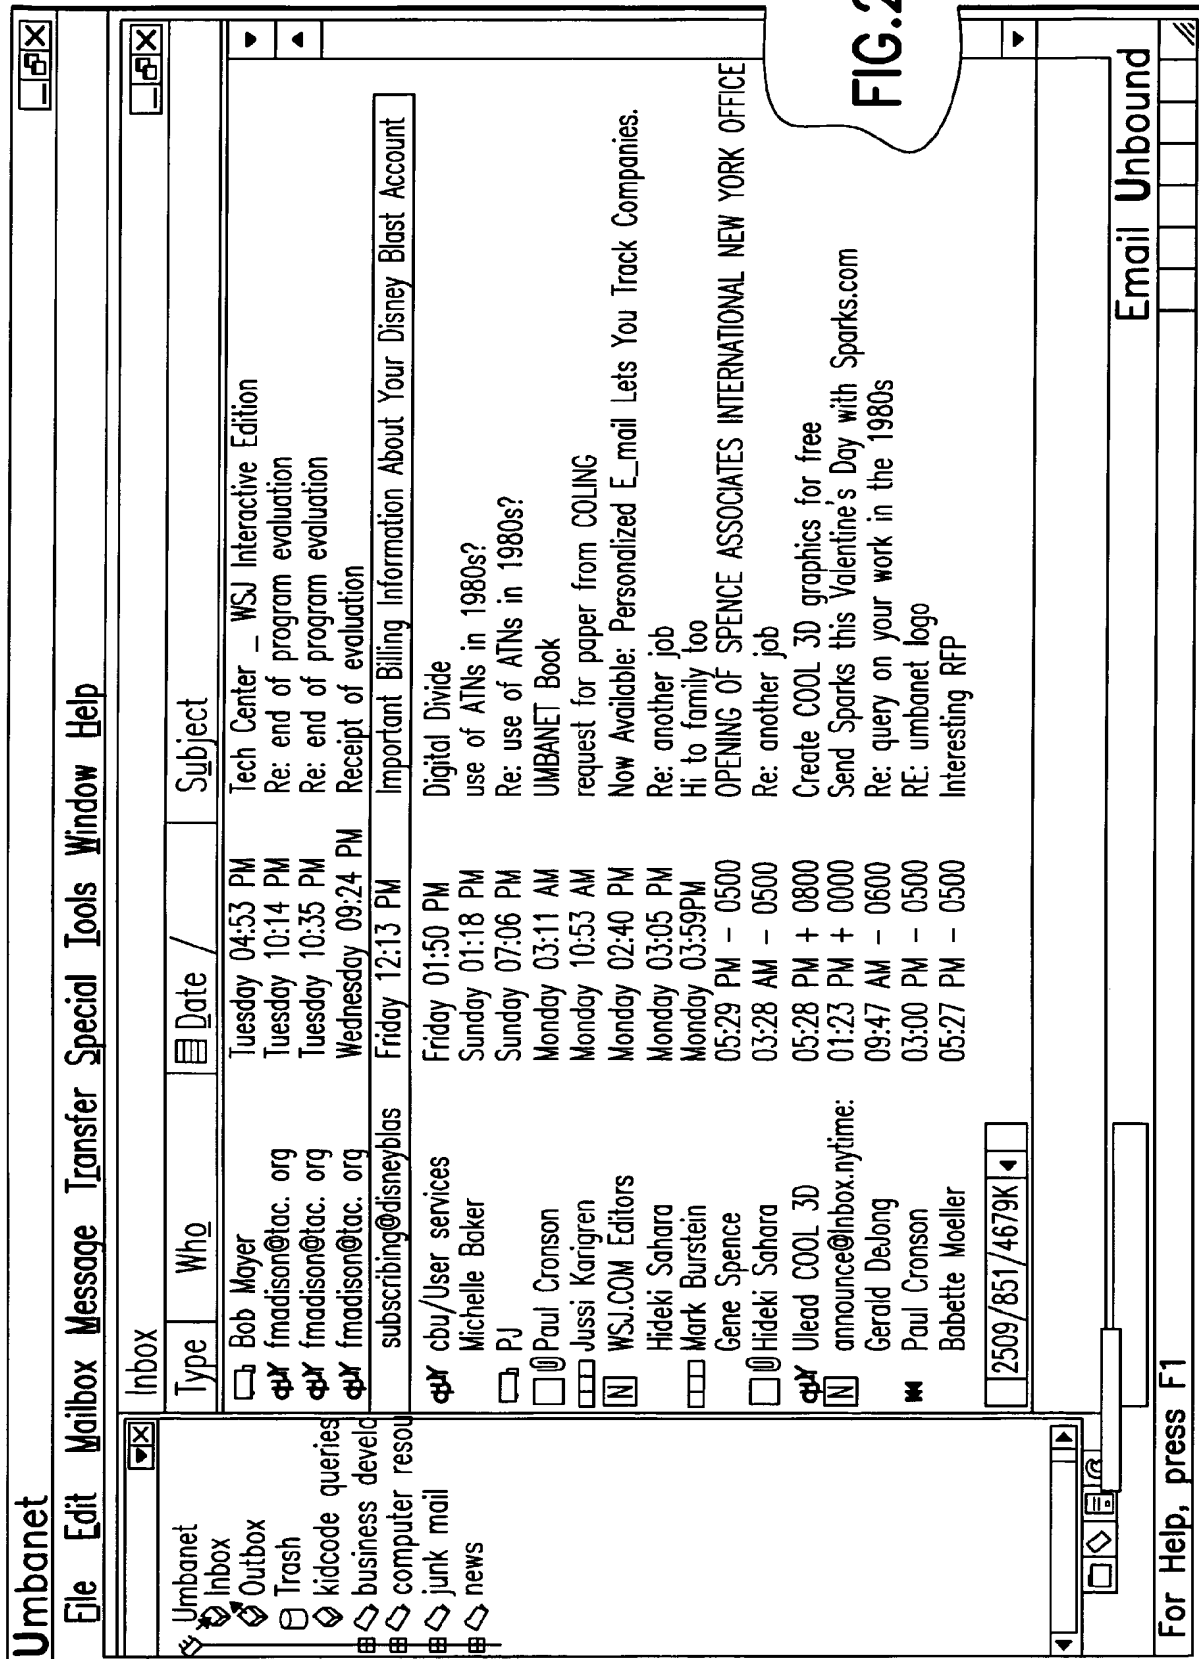 Umbanet
File Edit Mailbox Message Transfer Special Tools Window Help
Umbanet
Inbox
Outbox
Trash
kidcode queries
business develo
computer resou
junk mail
news
Inbox
Type Who Date / Subject
Bob Mayer Tuesday 04:53 PM Tech Center _ WSJ Interactive Edition
QUY fmadison@tac. org Tuesday 10:14 PM Re: end of program evaluation
QUY fmadison@tac. org Tuesday 10:35 PM Re: end of program evaluation
QUY fmadison@tac. org Wednesday 09:24 PM Receipt of evaluation
subscribing@disneyblas Friday 12:13 PM Important Billing Information About Your Disney Blast Account
QUY cbu/User services Friday 01:50 PM Digital Divide
Michelle Baker Sunday 01:18 PM use of ATNs in 1980s?
PJ Sunday 07:06 PM Re: use of ATNs in 1980s?
Paul Cronson Monday 03:11 AM UMBANET Book
Jussi Karigren Monday 10:53 AM request for paper from COLING
N WSJ.COM Editors Monday 02:40 PM Now Available: Personalized E_mail Lets You Track Companies.
Hideki Sahara Monday 03:05 PM Re: another job
Mark Burstein Monday 03:59PM Hi to family too
Gene Spence 05:29 PM – 0500 OPENING OF SPENCE ASSOCIATES INTERNATIONAL NEW YORK OFFICE
Hideki Sahara 03:28 AM – 0500 Re: another job
QUY Ulead COOL 3D 05:28 PM + 0800 Create COOL 3D graphics for free
N announce@Inbox.nytime: 01:23 PM + 0000 Send Sparks this Valentine's Day with Sparks.com
Gerald DeJong 09:47 AM – 0600 Re: query on your work in the 1980s
Paul Cronson 03:00 PM – 0500 RE: umbanet logo
Babette Moeller 05:27 PM – 0500 Interesting RFP
2509/851/4679K
FIG.2
Email Unbound
For Help, press F1